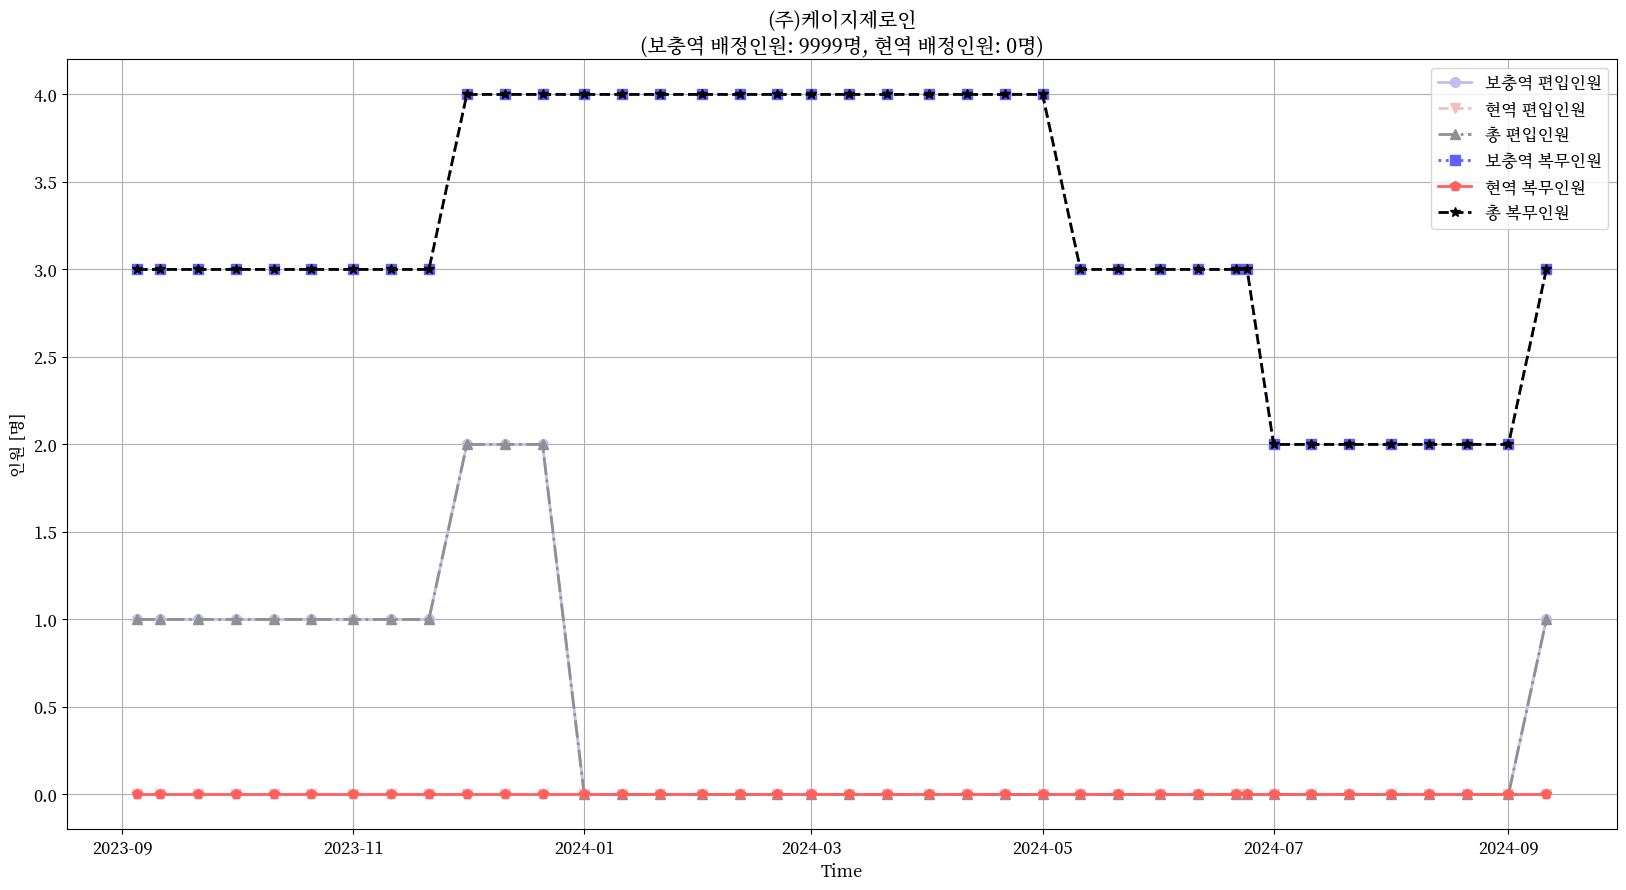 (주)케이지제로인
(보충역 배정인원: 9999명, 현역 배정인원: 0명)
보충역 편입인원
현역 편입인원
총 편입인원
보충역 복무인원
현역 복무인원
총 복무인원
인원 [명]
4.0
3.5
3.0
2.5
2.0
1.5
1.0
0.5
0.0
2023-09 2023-11 2024-01 2024-03 2024-05 2024-07 2024-09
Time